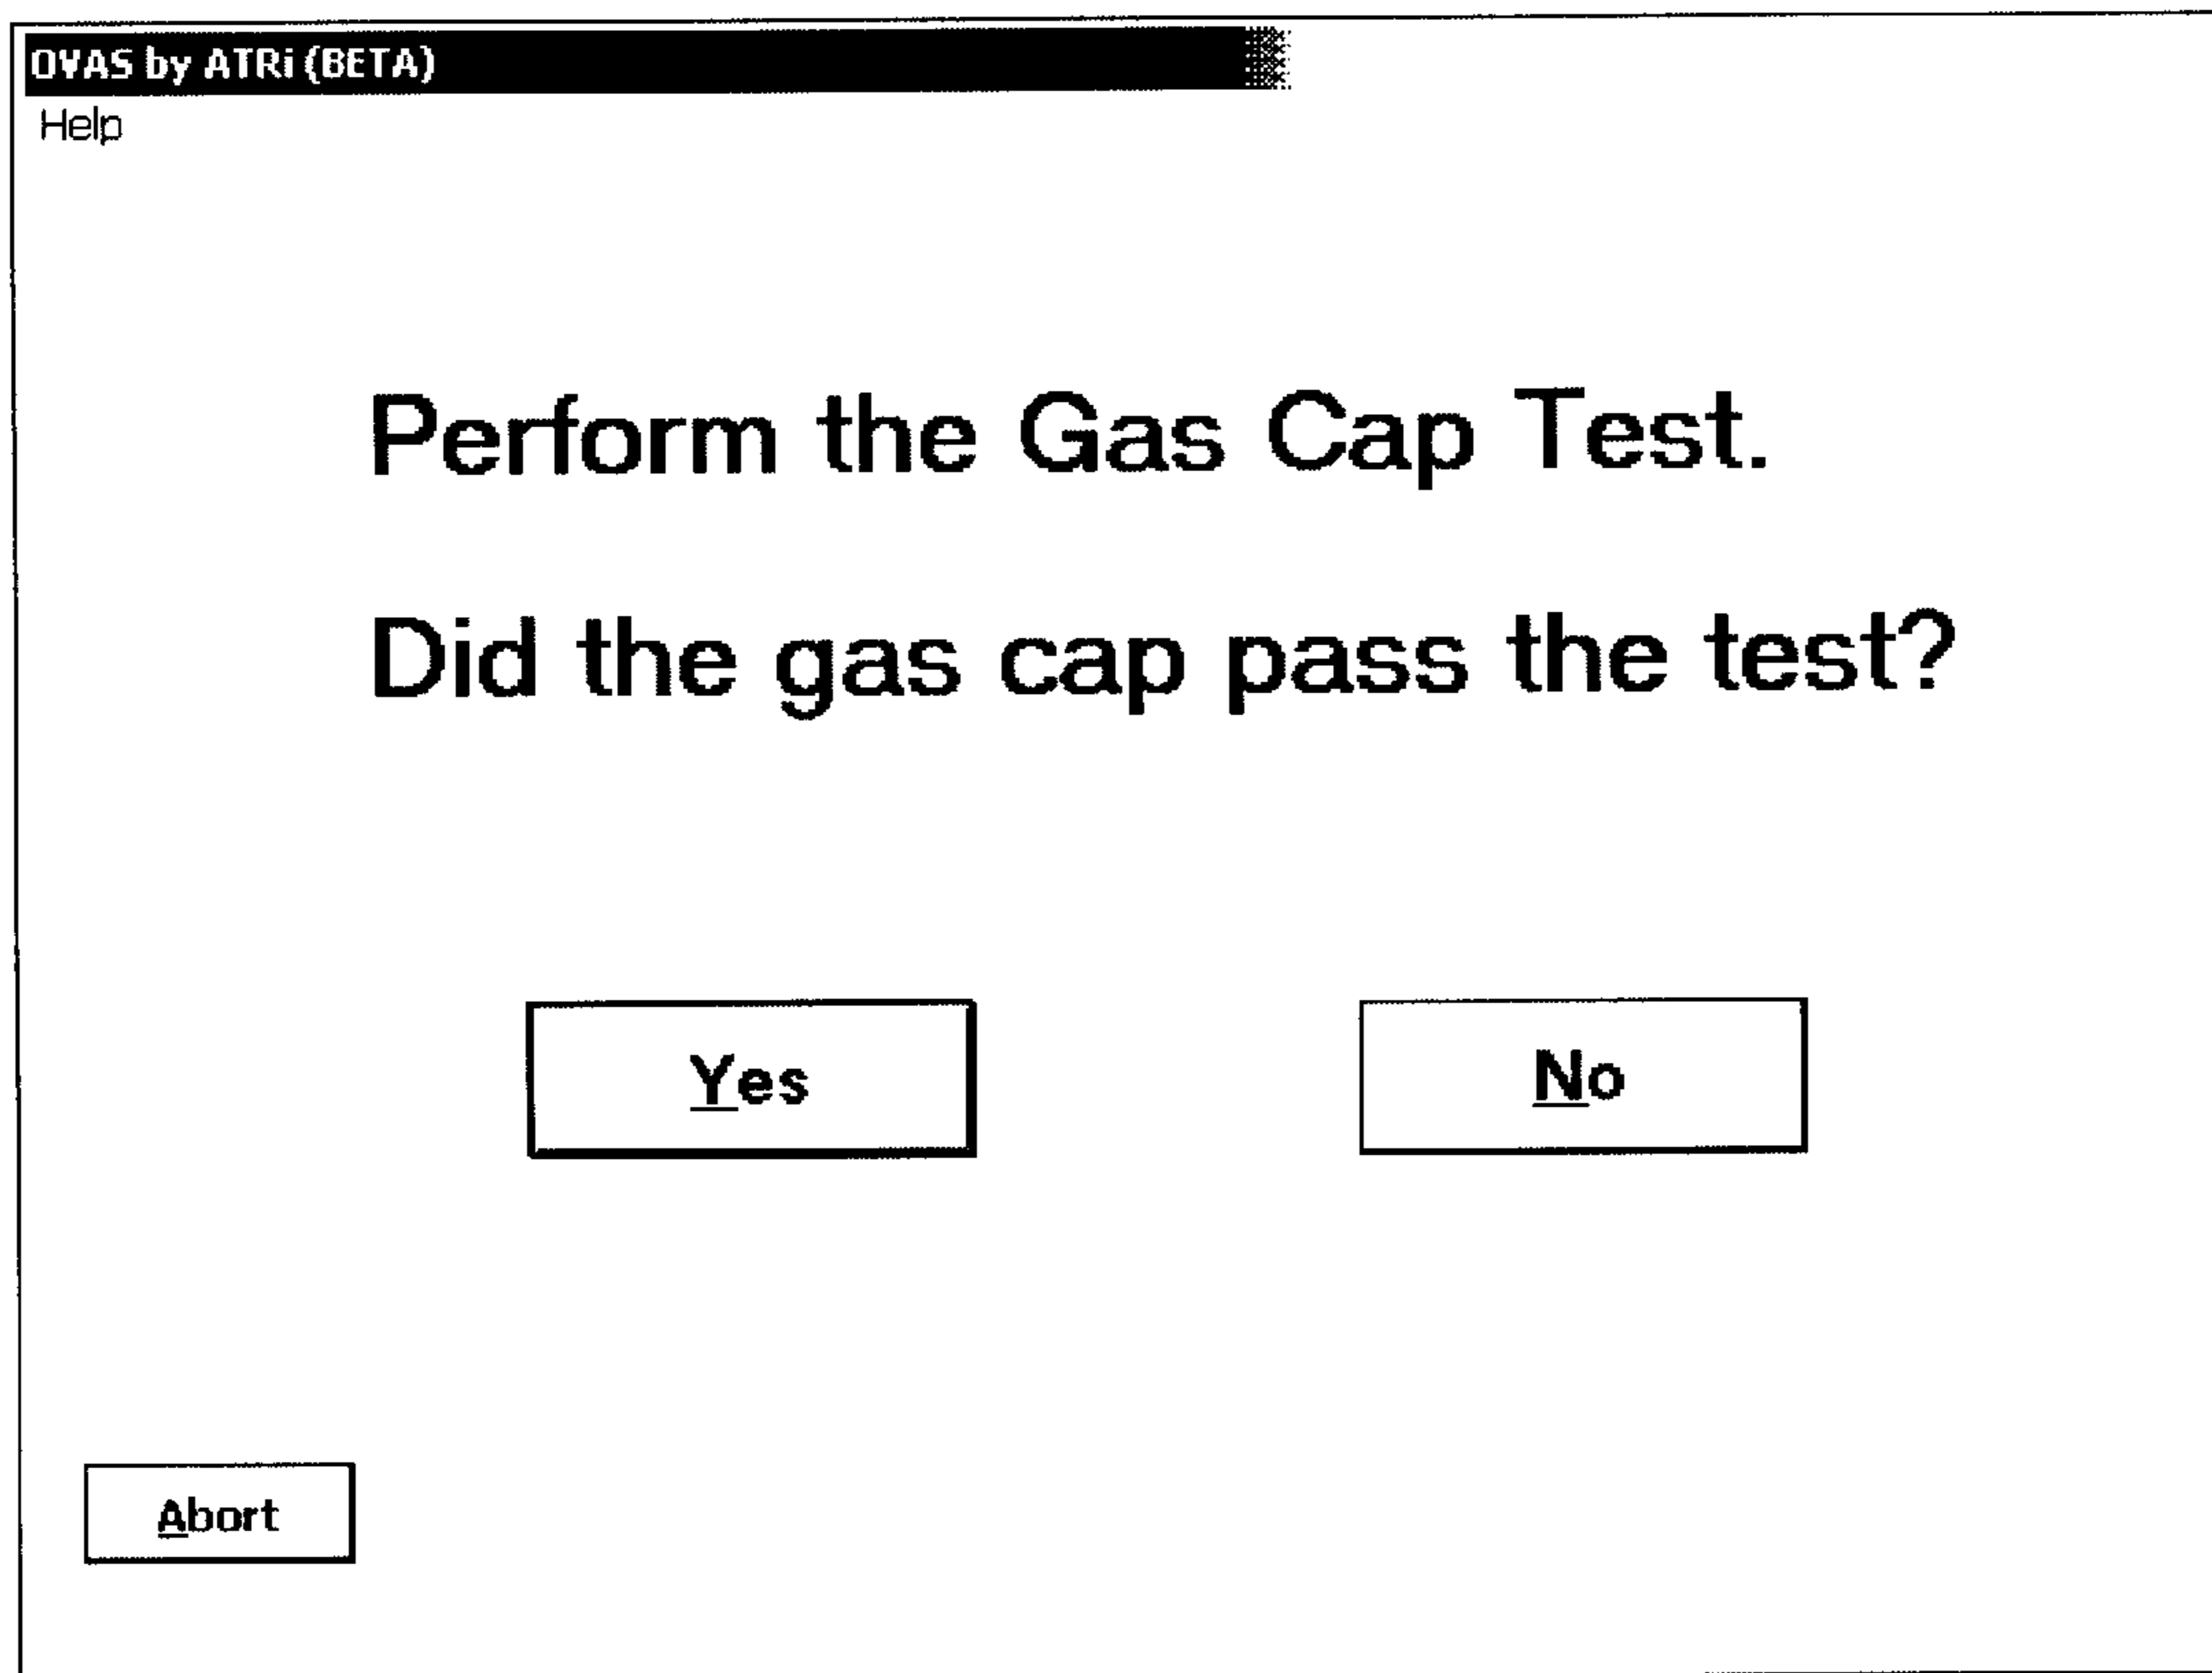 OVAS by ATRi (BETA)
Help
Perform the Gas Cap Test.
Did the gas cap pass the test?
Yes
No
Abort